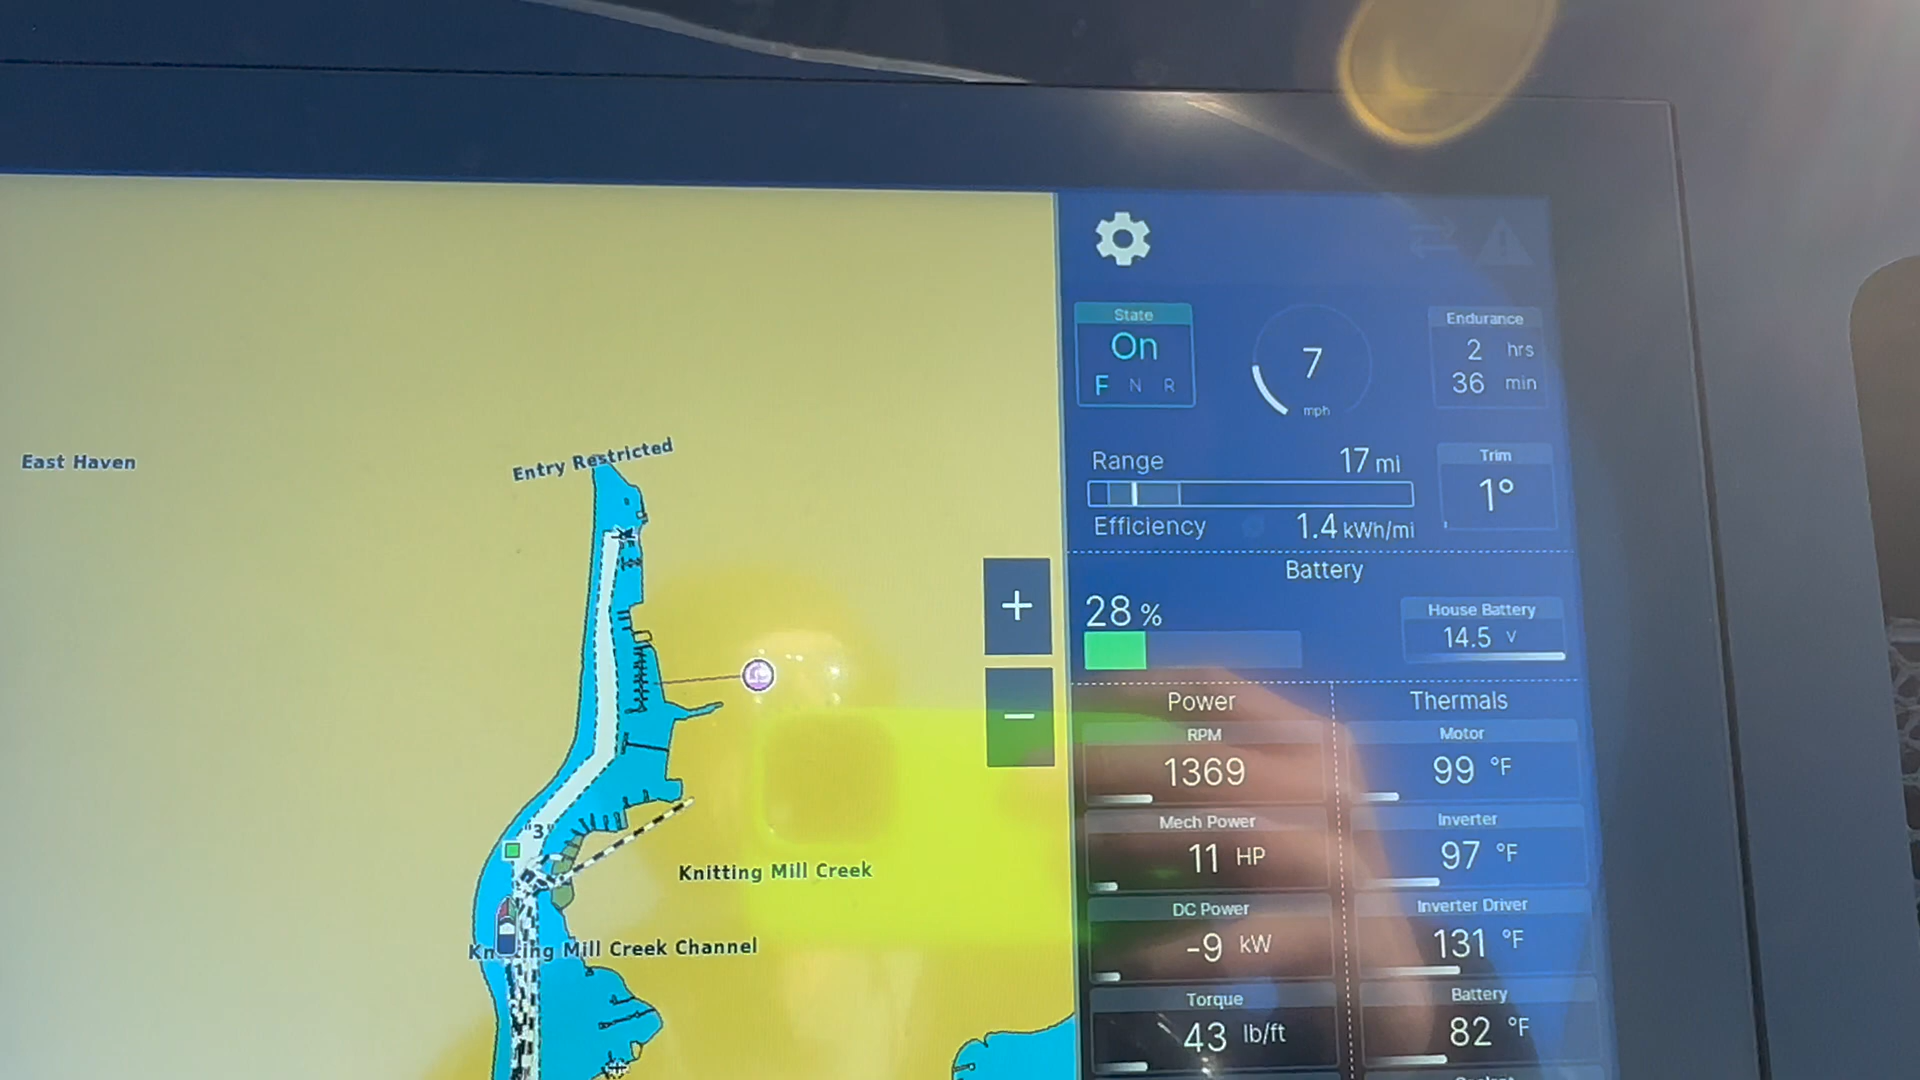 East Haven
Entry Restricted
"3"
Knitting Mill Creek
Knitting Mill Creek Channel
+
−
State
On
F N R
7
mph
Endurance
2 hrs
36 min
Range 17 mi
Efficiency 1.4 kWh/mi
Trim
1°
Battery
28 %
House Battery
14.5 V
Power
RPM
1369
Mech Power
11 HP
DC Power
-9 kW
Torque
43 lb/ft
Thermals
Motor
99 °F
Inverter
97 °F
Inverter Driver
131 °F
Battery
82 °F